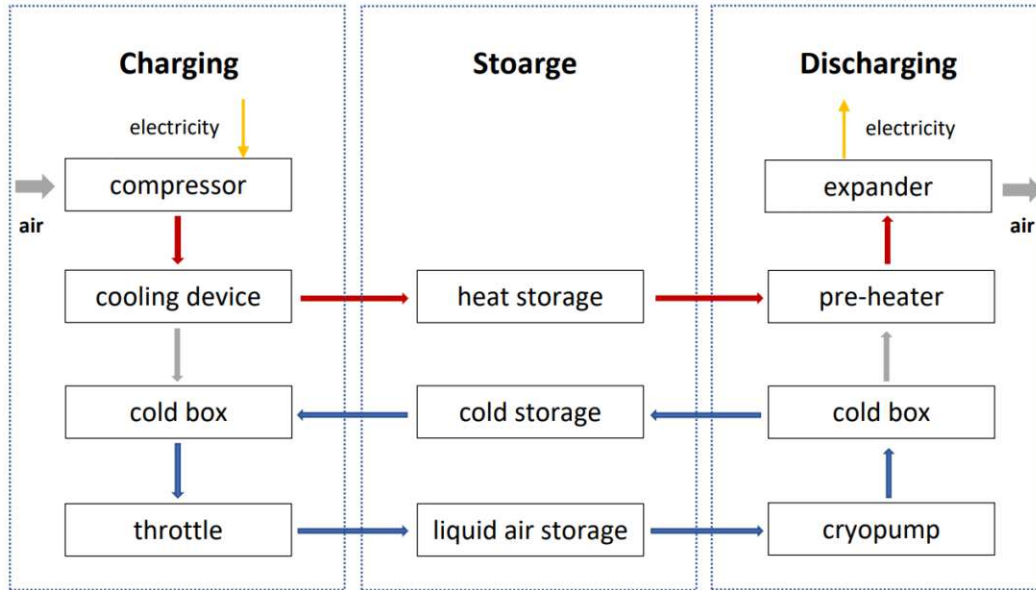 Charging
electricity
compressor
air
cooling device
cold box
throttle
Stoarge
heat storage
cold storage
liquid air storage
Discharging
electricity
expander
air
pre-heater
cold box
cryopump